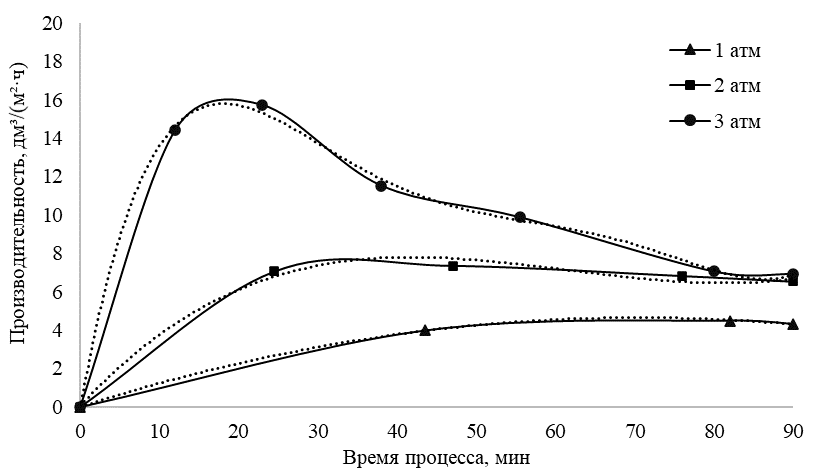 20
18
16
14
12
10
8
6
4
2
0
Производительность, дм³/(м²·ч)
1 атм
2 атм
3 атм
0 10 20 30 40 50 60 70 80 90
Время процесса, мин